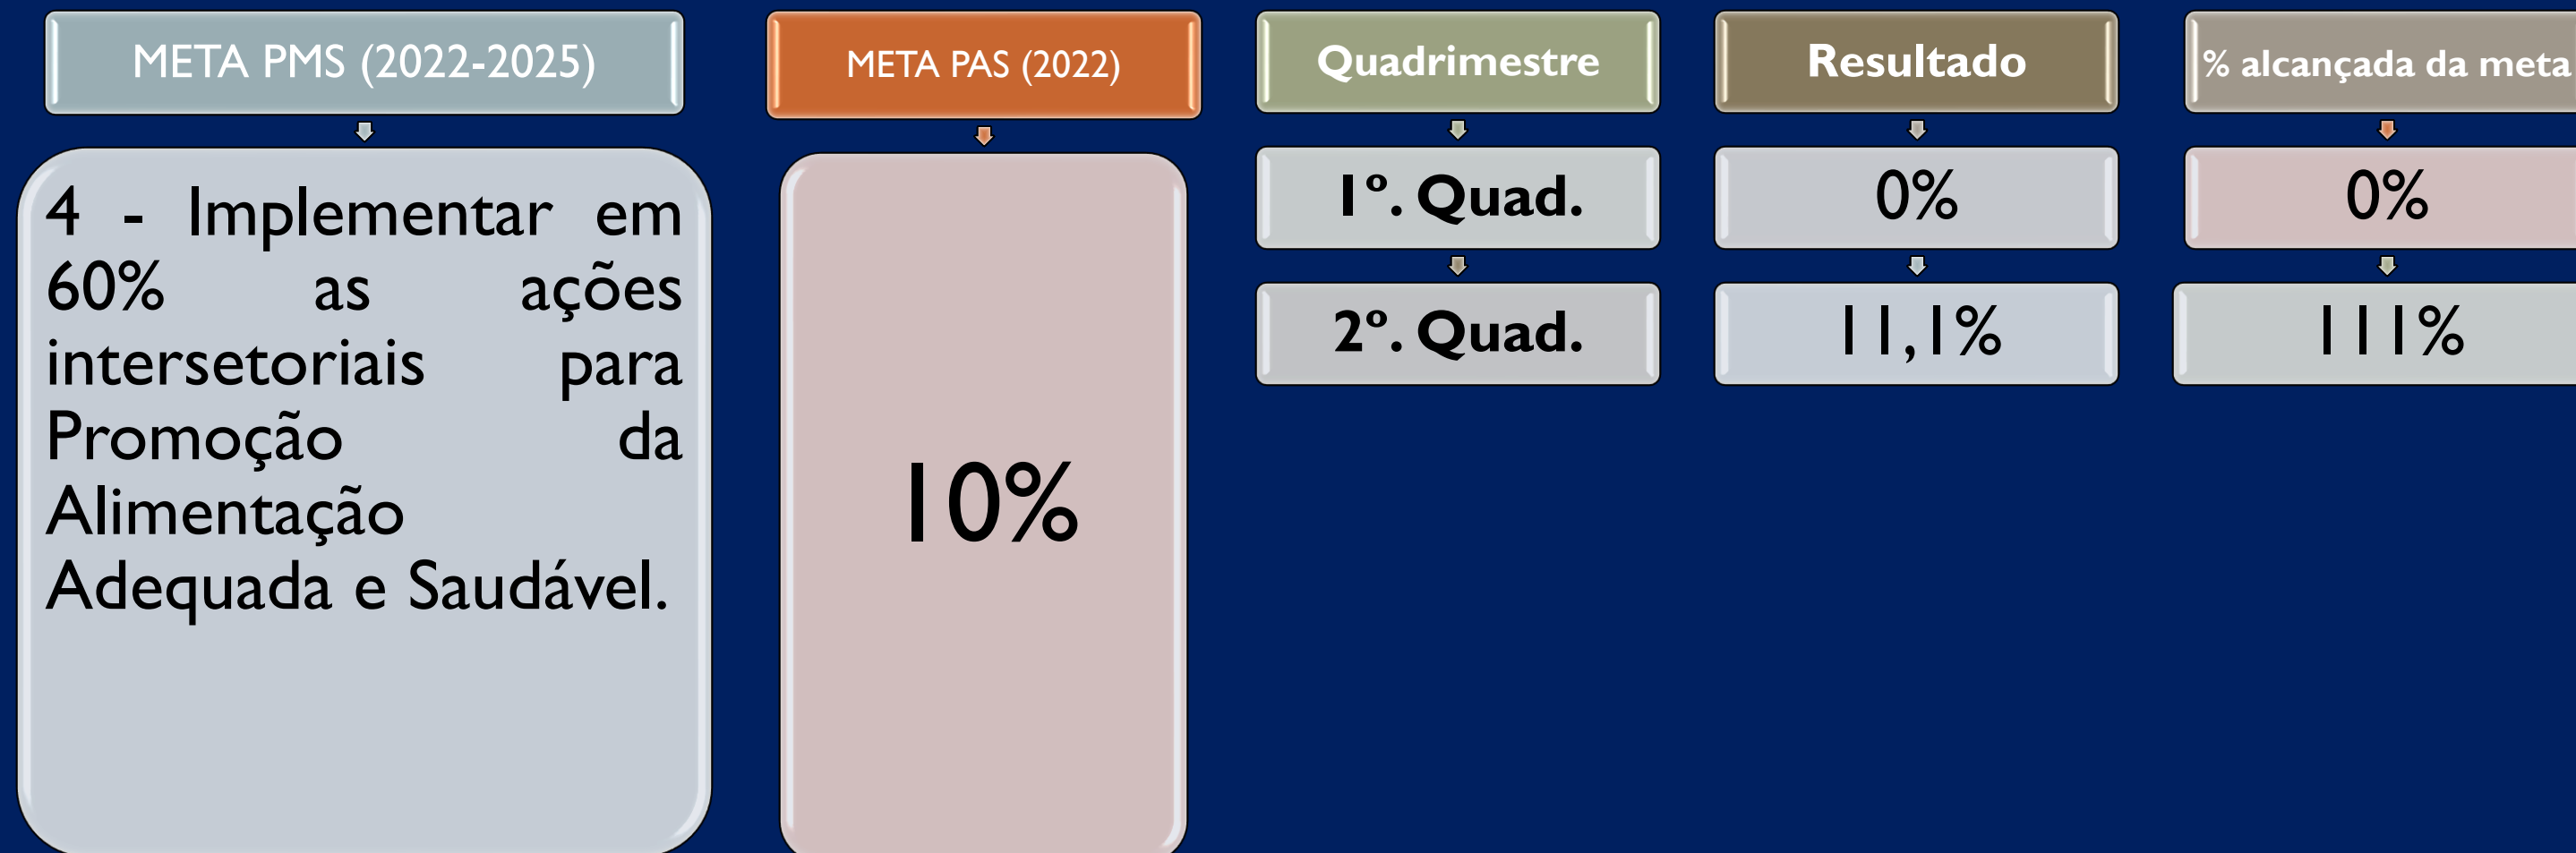 META PMS (2022-2025)
4 - Implementar em
60% as ações
intersetoriais para
Promoção da
Alimentação
Adequada e Saudável.
META PAS (2022)
10%
Quadrimestre
1º. Quad.
2º. Quad.
Resultado
0%
11,1%
% alcançada da meta
0%
111%